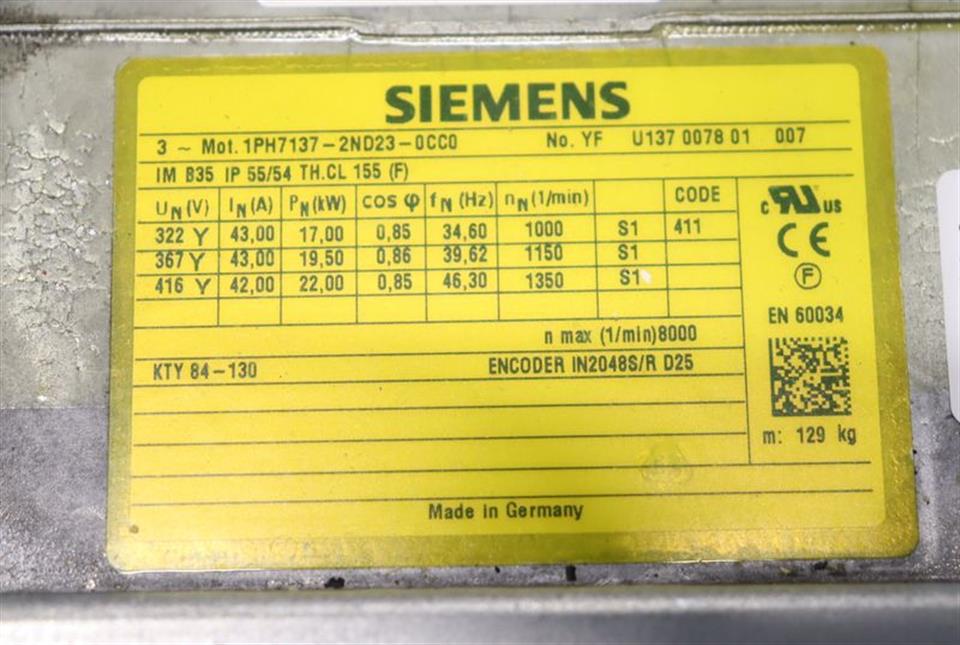 SIEMENS
3 ~ Mot. 1PH7137-2ND23-0CC0 No. YF U137 0078 01 007
IM B35 IP 55/54 TH.CL 155 (F)
UN (V) IN (A) PN (kW) cos φ fN (Hz) nN (1/min) CODE
322 Y 43,00 17,00 0,85 34,60 1000 S1 411
367 Y 43,00 19,50 0,86 39,62 1150 S1
416 Y 42,00 22,00 0,85 46,30 1350 S1
n max (1/min)8000
KTY 84-130 ENCODER IN2048S/R D25
c RU US
CE
F
EN 60034
m: 129 kg
Made in Germany